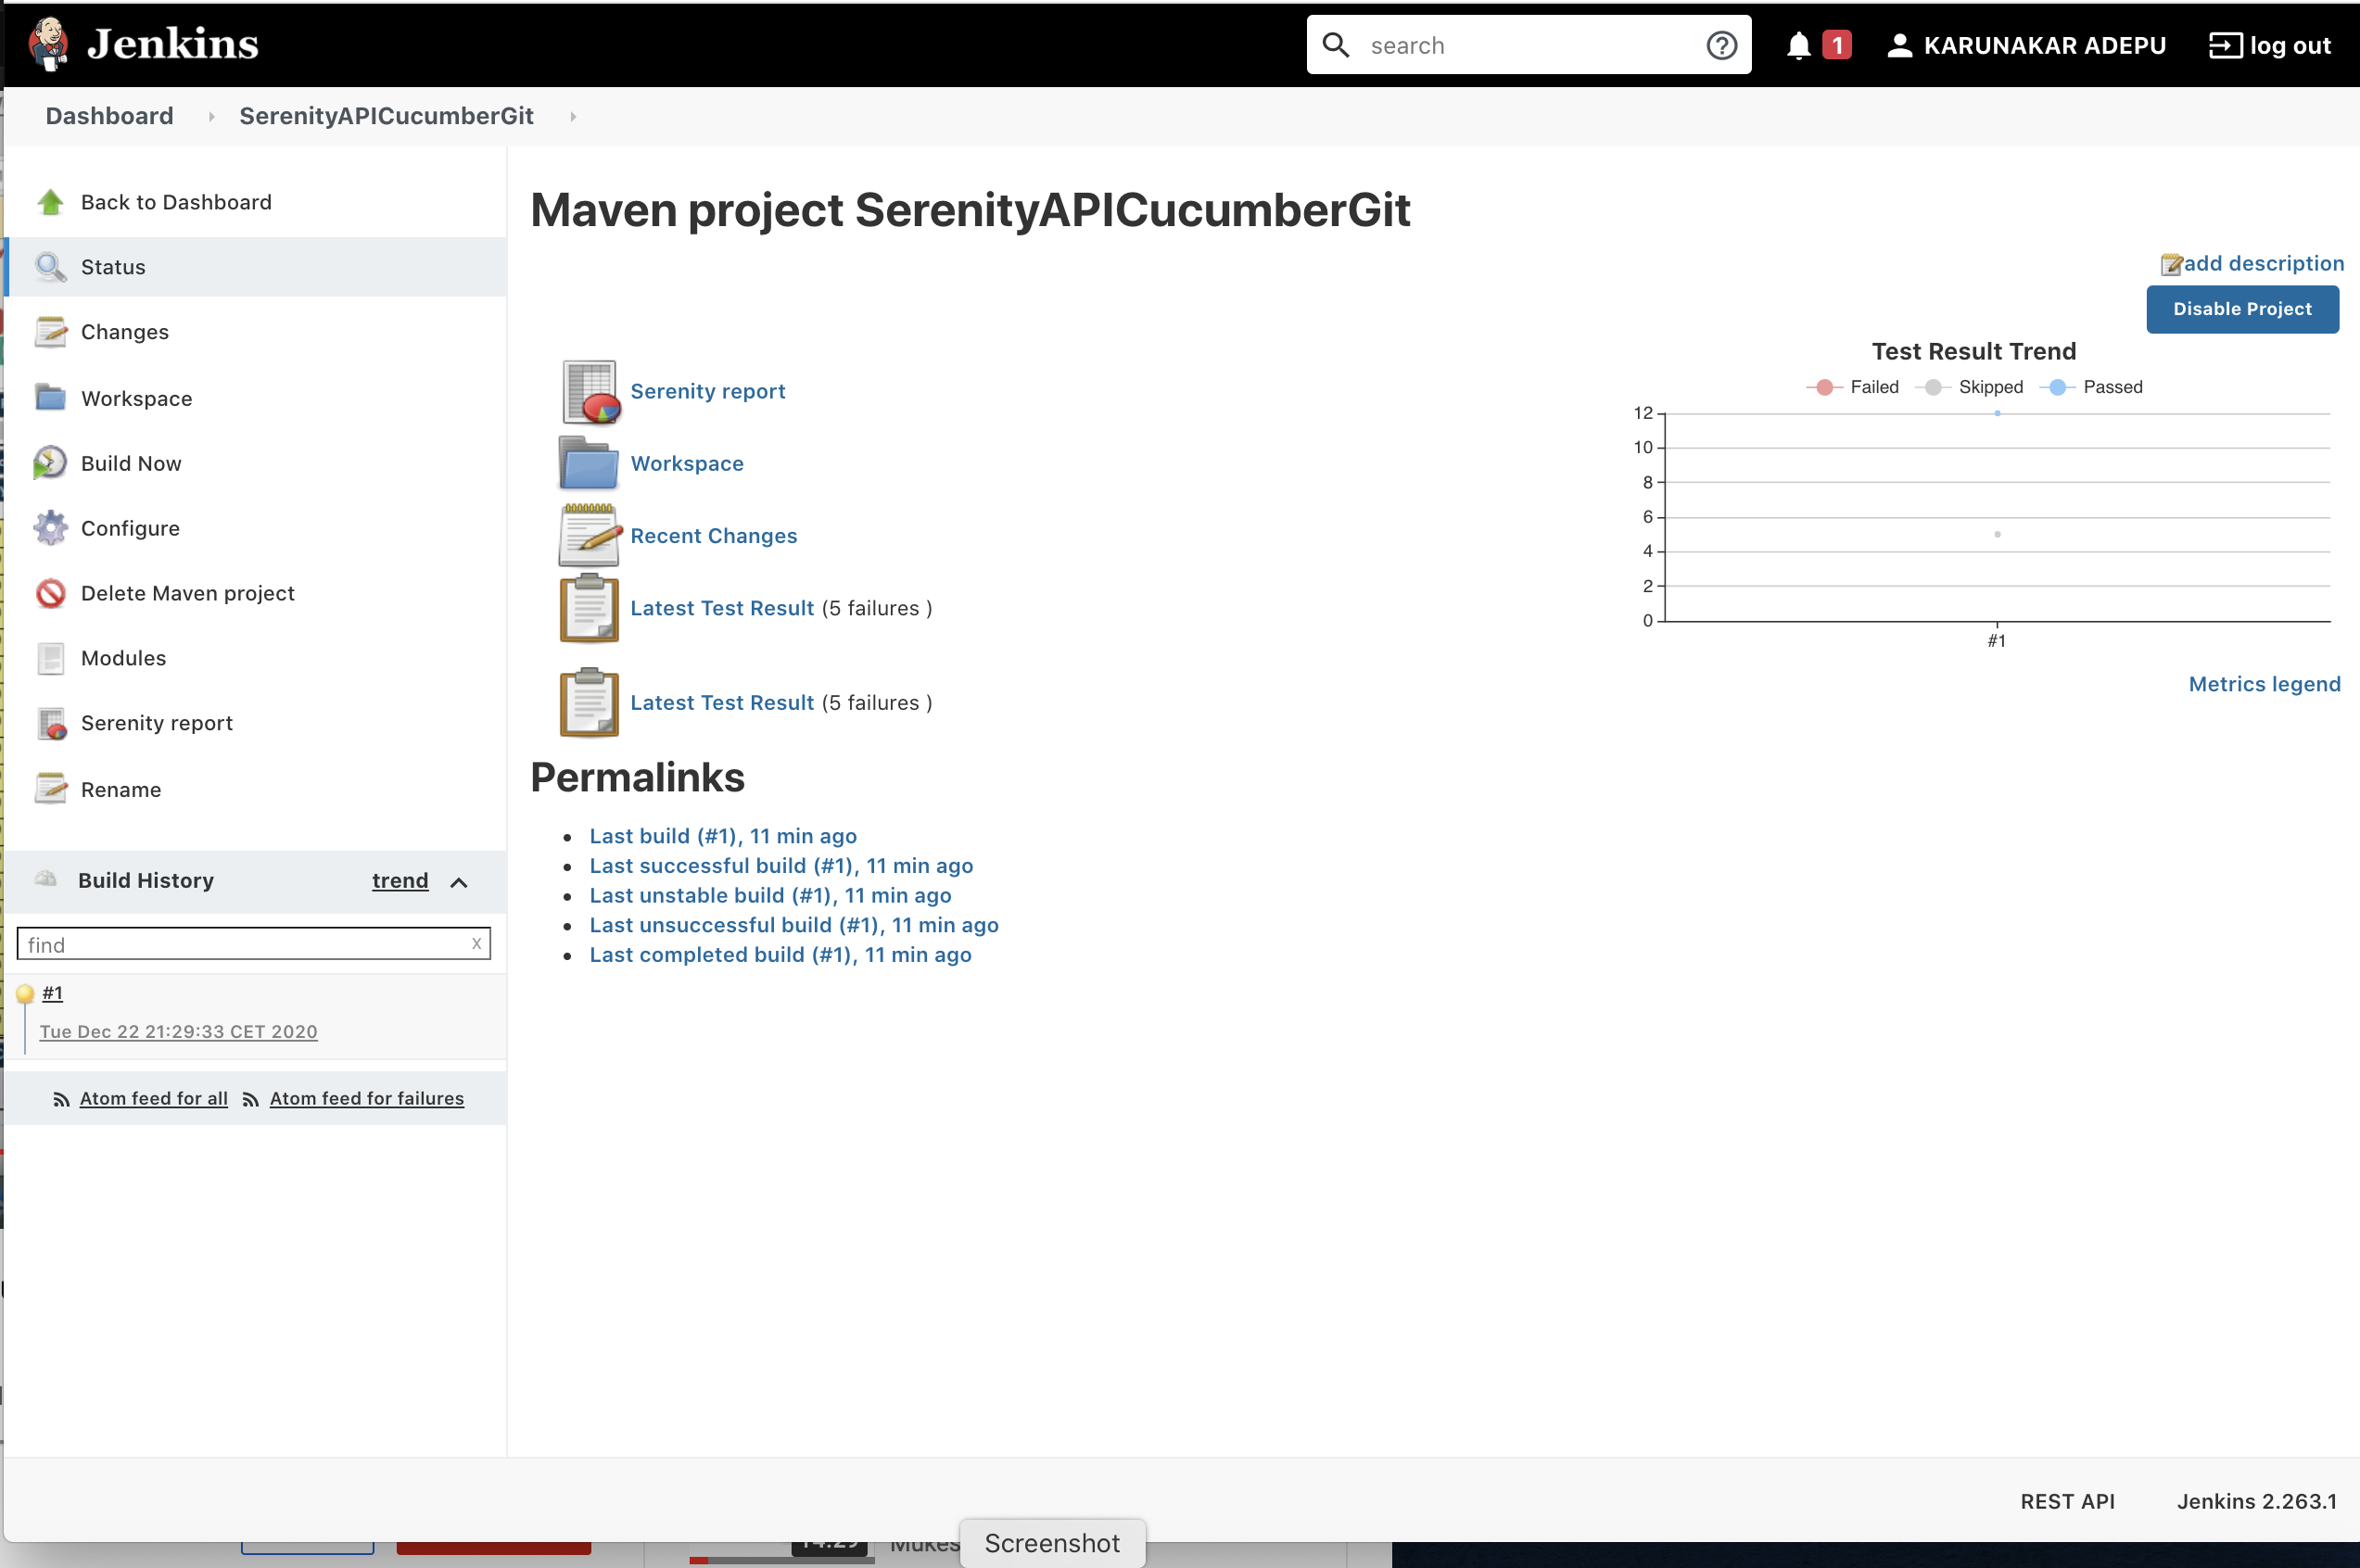 Jenkins
search
1
KARUNAKAR ADEPU
log out
Dashboard
SerenityAPICucumberGit
Back to Dashboard
Status
Changes
Workspace
Build Now
Configure
Delete Maven project
Modules
Serenity report
Rename
Build History
trend
find
x
#1
Tue Dec 22 21:29:33 CET 2020
Atom feed for all
Atom feed for failures
Maven project SerenityAPICucumberGit
add description
Disable Project
Serenity report
Workspace
Recent Changes
Latest Test Result (5 failures )
Latest Test Result (5 failures )
Test Result Trend
Failed Skipped Passed
12
10
8
6
4
2
0
#1
Metrics legend
Permalinks
Last build (#1), 11 min ago
Last successful build (#1), 11 min ago
Last unstable build (#1), 11 min ago
Last unsuccessful build (#1), 11 min ago
Last completed build (#1), 11 min ago
REST API
Jenkins 2.263.1
Screenshot